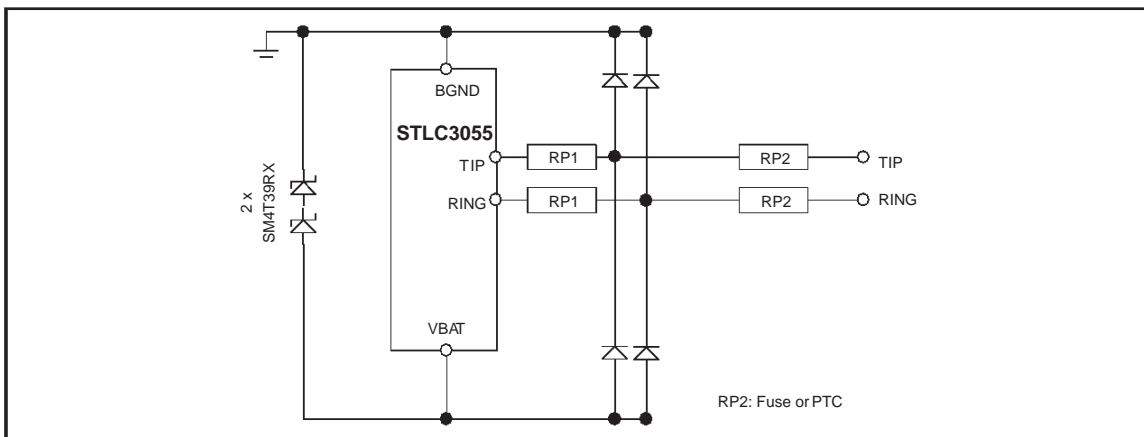 BGND
STLC3055
TIP
RP1
RP2
TIP
RING
RP1
RP2
RING
2 x
SM4T39RX
VBAT
RP2: Fuse or PTC